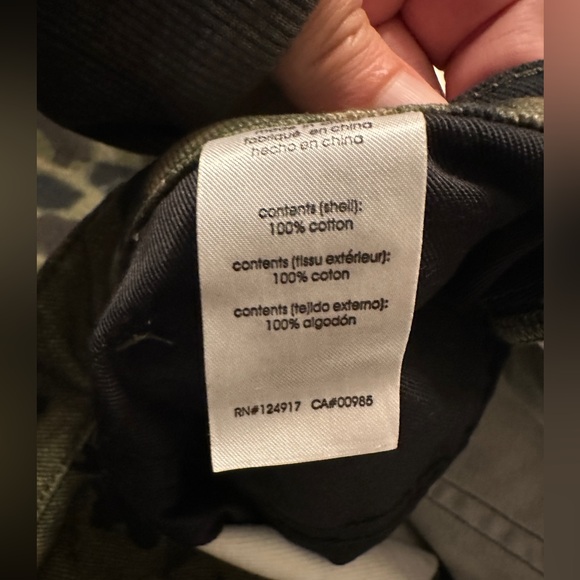 fabriqué en china
hecho en china
contents (shell):
100% cotton
contents (tissu extérieur):
100% coton
contents (tejido externo):
100% algodón
RN#124917 CA#00985